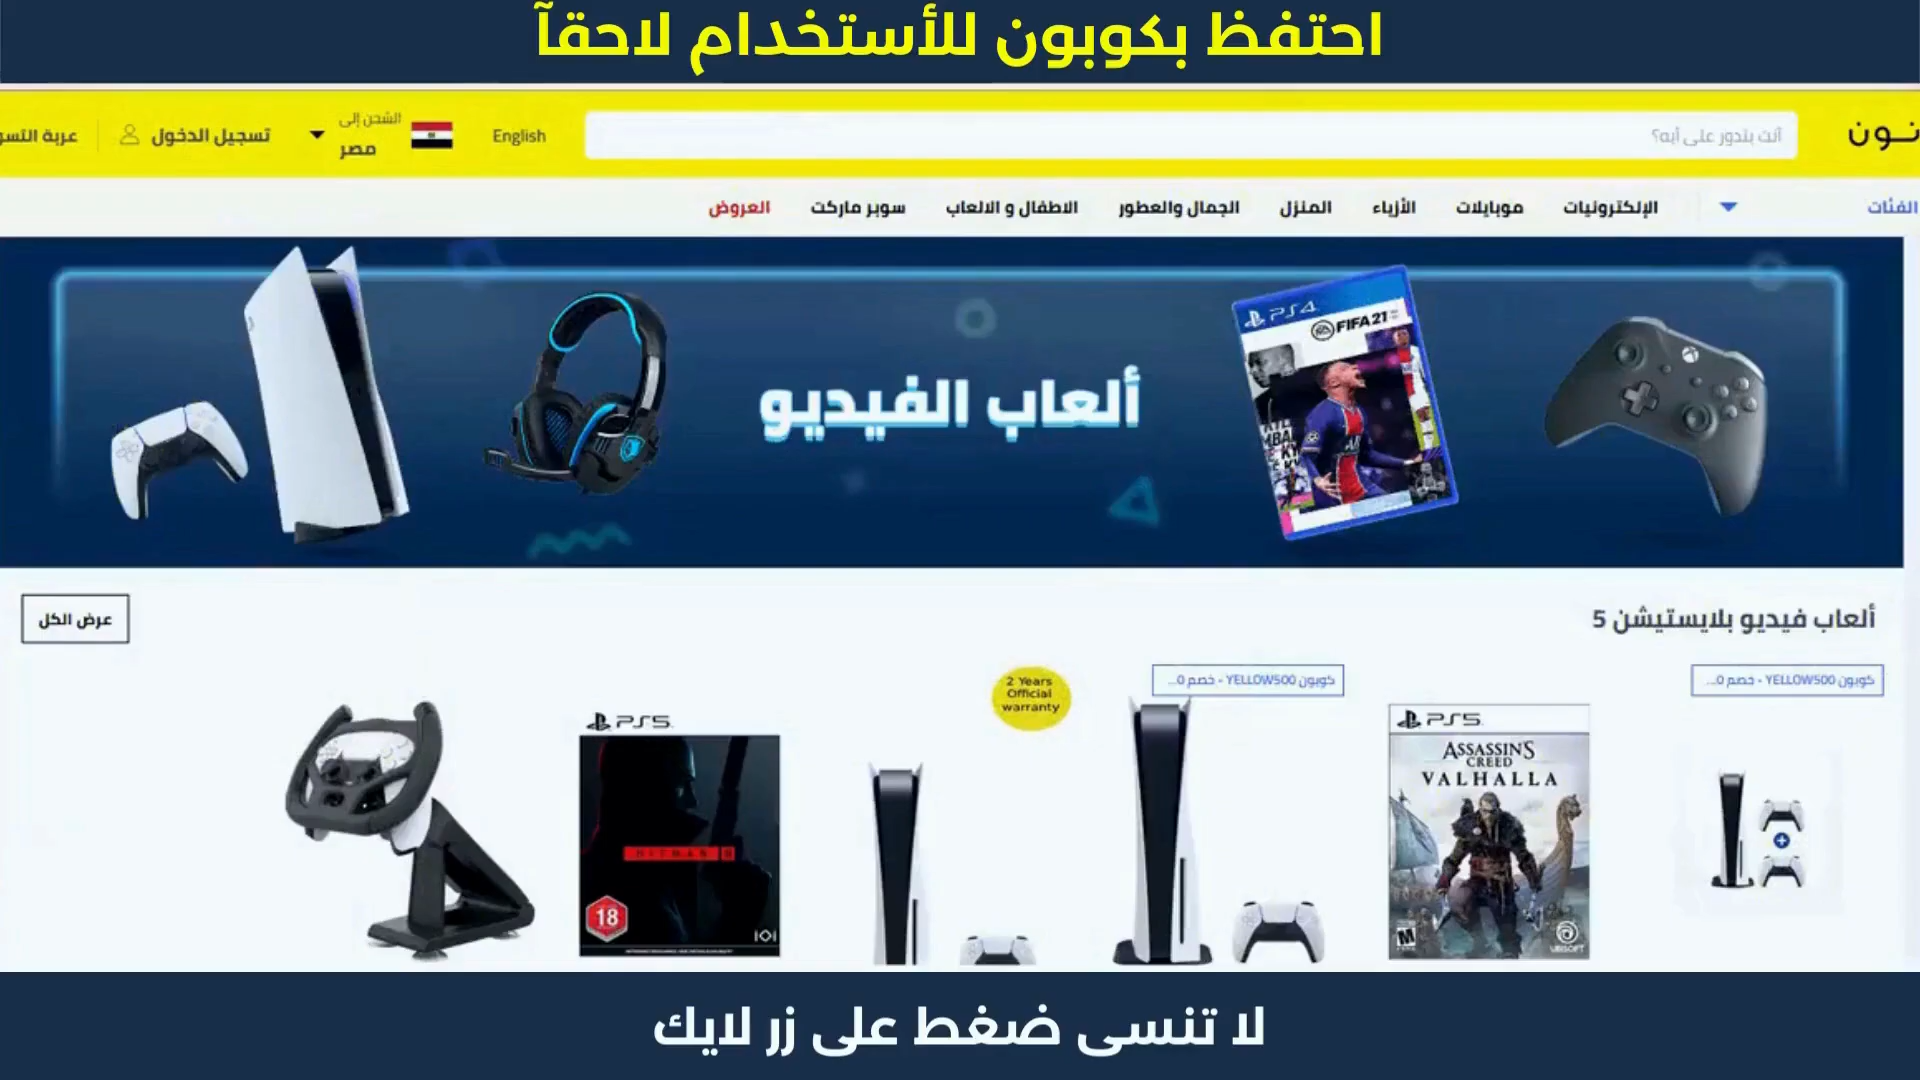 احتفظ بكوبون للأستخدام لاحقآ
نون
أنت بتدور على أيه؟
English
الشحن إلى
مصر
تسجيل الدخول
عربة التسو
الفئات
الإلكترونيات
موبايلات
الأزياء
المنزل
الجمال والعطور
الاطفال و الالعاب
سوبر ماركت
العروض
PS4
FIFA 21
ألعاب الفيديو
ألعاب فيديو بلايستيشن 5
عرض الكل
كوبون YELLOW500 - خصم 0...
كوبون YELLOW500 - خصم 0...
2 Years
Official
warranty
PS5
ASSASSIN'S
CREED
VALHALLA
M
UBISOFT
PS5
HITMAN
18
IOI
لا تنسى ضغط على زر لايك